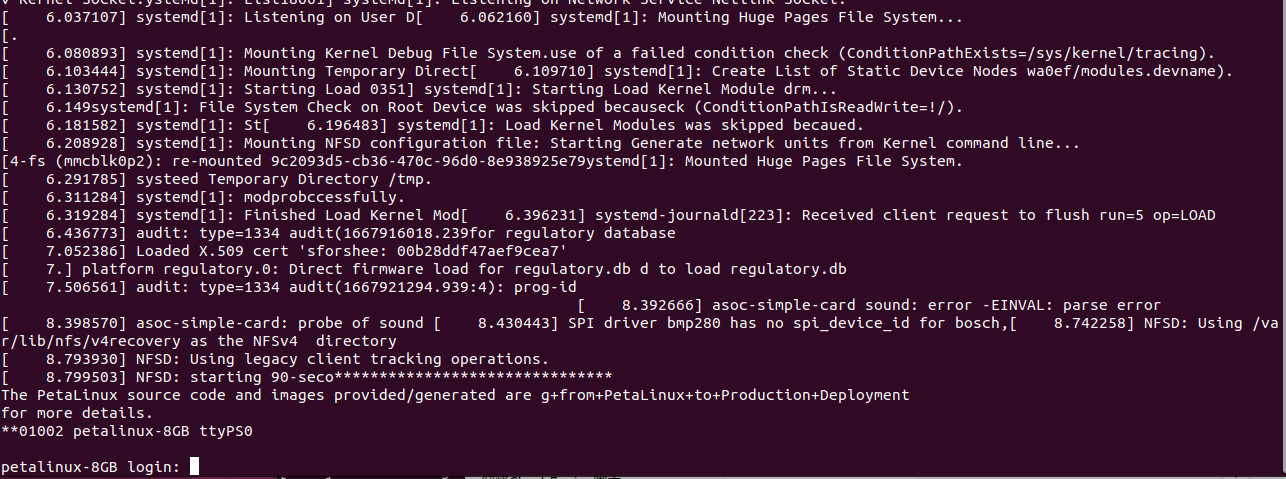 [    6.037107] systemd[1]: Listening on User D[    6.062160] systemd[1]: Mounting Huge Pages File System...
[.
[    6.080893] systemd[1]: Mounting Kernel Debug File System.use of a failed condition check (ConditionPathExists=/sys/kernel/tracing).
[    6.103444] systemd[1]: Mounting Temporary Direct[    6.109710] systemd[1]: Create List of Static Device Nodes wa0ef/modules.devname).
[    6.130752] systemd[1]: Starting Load 0351] systemd[1]: Starting Load Kernel Module drm...
[    6.149systemd[1]: File System Check on Root Device was skipped becauseck (ConditionPathIsReadWrite=!/).
[    6.181582] systemd[1]: St[    6.196483] systemd[1]: Load Kernel Modules was skipped becaued.
[    6.208928] systemd[1]: Mounting NFSD configuration file: Starting Generate network units from Kernel command line...
[4-fs (mmcblk0p2): re-mounted 9c2093d5-cb36-470c-96d0-8e938925e79ystemd[1]: Mounted Huge Pages File System.
[    6.291785] systeed Temporary Directory /tmp.
[    6.311284] systemd[1]: modprobccessfully.
[    6.319284] systemd[1]: Finished Load Kernel Mod[    6.396231] systemd-journald[223]: Received client request to flush run=5 op=LOAD
[    6.436773] audit: type=1334 audit(1667916018.239for regulatory database
[    7.052386] Loaded X.509 cert 'sforshee: 00b28ddf47aef9cea7'
[    7.] platform regulatory.0: Direct firmware load for regulatory.db d to load regulatory.db
[    7.506561] audit: type=1334 audit(1667921294.939:4): prog-id
[    8.392666] asoc-simple-card sound: error -EINVAL: parse error
[    8.398570] asoc-simple-card: probe of sound [    8.430443] SPI driver bmp280 has no spi_device_id for bosch,[    8.742258] NFSD: Using /va
r/lib/nfs/v4recovery as the NFSv4  directory
[    8.793930] NFSD: Using legacy client tracking operations.
[    8.799503] NFSD: starting 90-seco*******************************
The PetaLinux source code and images provided/generated are g+from+PetaLinux+to+Production+Deployment
for more details.
**01002 petalinux-8GB ttyPS0
petalinux-8GB login: